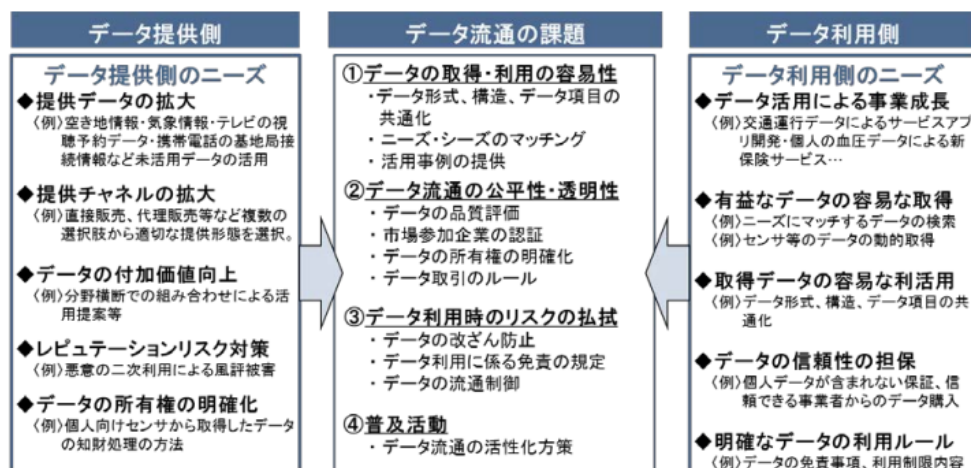 データ提供側
データ提供側のニーズ
◆提供データの拡大
〈例〉空き地情報・気象情報・テレビの視
聴予約データ・携帯電話の基地局接
続情報など未活用データの活用
◆提供チャネルの拡大
〈例〉直接販売、代理販売等など複数の
選択肢から適切な提供形態を選択。
◆データの付加価値向上
〈例〉分野横断での組み合わせによる活
用提案等
◆レピュテーションリスク対策
〈例〉悪意の二次利用による風評被害
◆データの所有権の明確化
〈例〉個人向けセンサから取得したデータ
の知財処理の方法
データ流通の課題
①データの取得・利用の容易性
・データ形式、構造、データ項目の
共通化
・ニーズ・シーズのマッチング
・活用事例の提供
②データ流通の公平性・透明性
・データの品質評価
・市場参加企業の認証
・データの所有権の明確化
・データ取引のルール
③データ利用時のリスクの払拭
・データの改ざん防止
・データ利用に係る免責の規定
・データの流通制御
④普及活動
・データ流通の活性化方策
データ利用側
データ利用側のニーズ
◆データ活用による事業成長
〈例〉交通運行データによるサービスアプ
リ開発・個人の血圧データによる新
保険サービス…
◆有益なデータの容易な取得
〈例〉ニーズにマッチするデータの検索
〈例〉センサ等のデータの動的取得
◆取得データの容易な利活用
〈例〉データ形式、構造、データ項目の共
通化
◆データの信頼性の担保
〈例〉個人データが含まれない保証、信
頼できる事業者からのデータ購入
◆明確なデータの利用ルール
〈例〉データの免責事項、利用制限内容